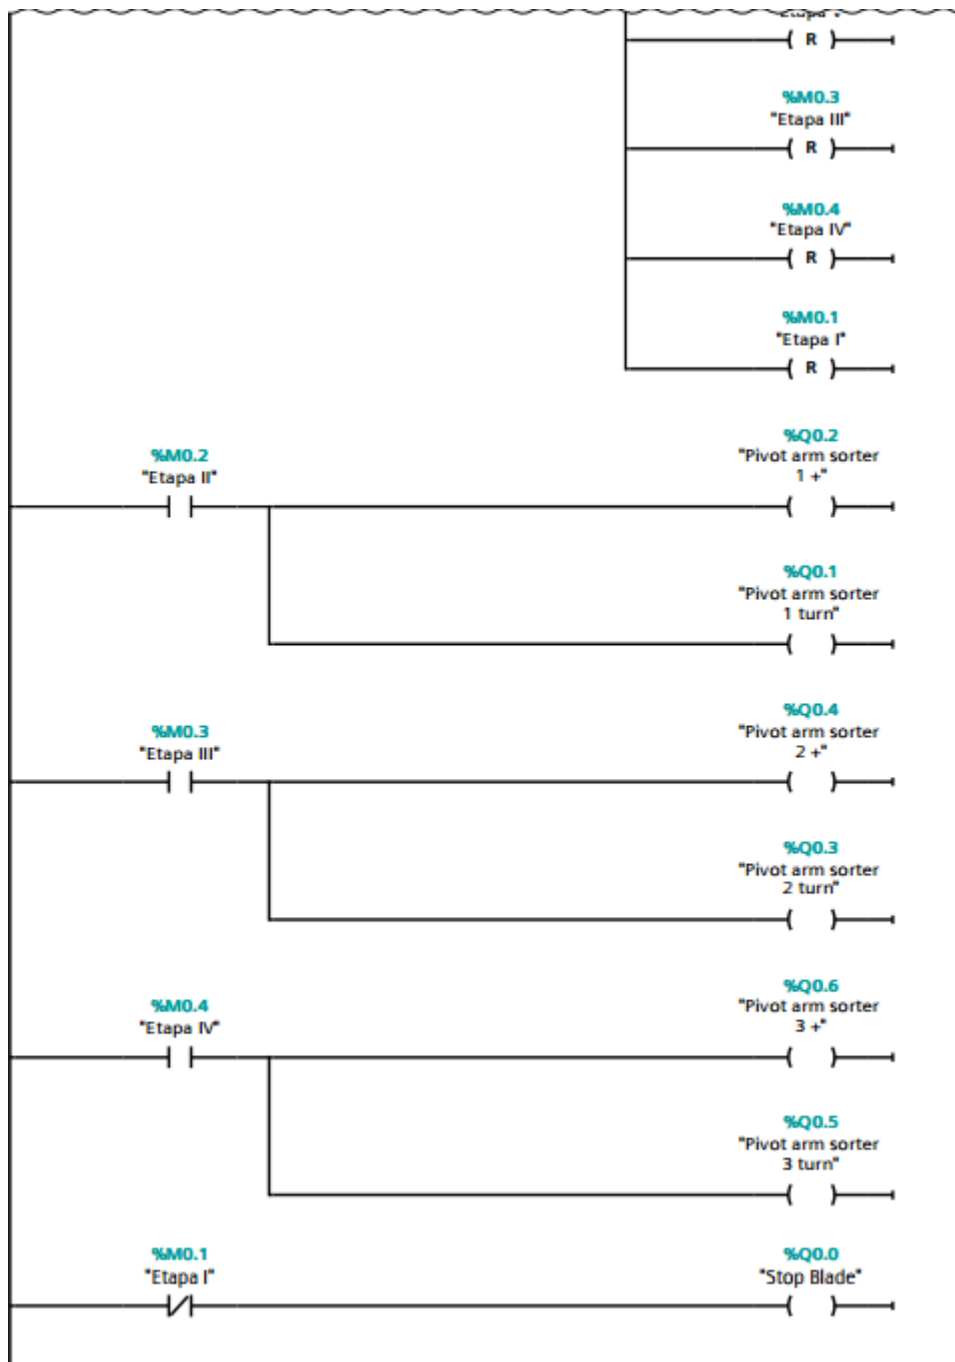 R
%M0.3
"Etapa III"
R
%M0.4
"Etapa IV"
R
%M0.1
"Etapa I"
R
%M0.2
"Etapa II"
%Q0.2
"Pivot arm sorter
1 +"
%Q0.1
"Pivot arm sorter
1 turn"
%M0.3
"Etapa III"
%Q0.4
"Pivot arm sorter
2 +"
%Q0.3
"Pivot arm sorter
2 turn"
%M0.4
"Etapa IV"
%Q0.6
"Pivot arm sorter
3 +"
%Q0.5
"Pivot arm sorter
3 turn"
%M0.1
"Etapa I"
%Q0.0
"Stop Blade"